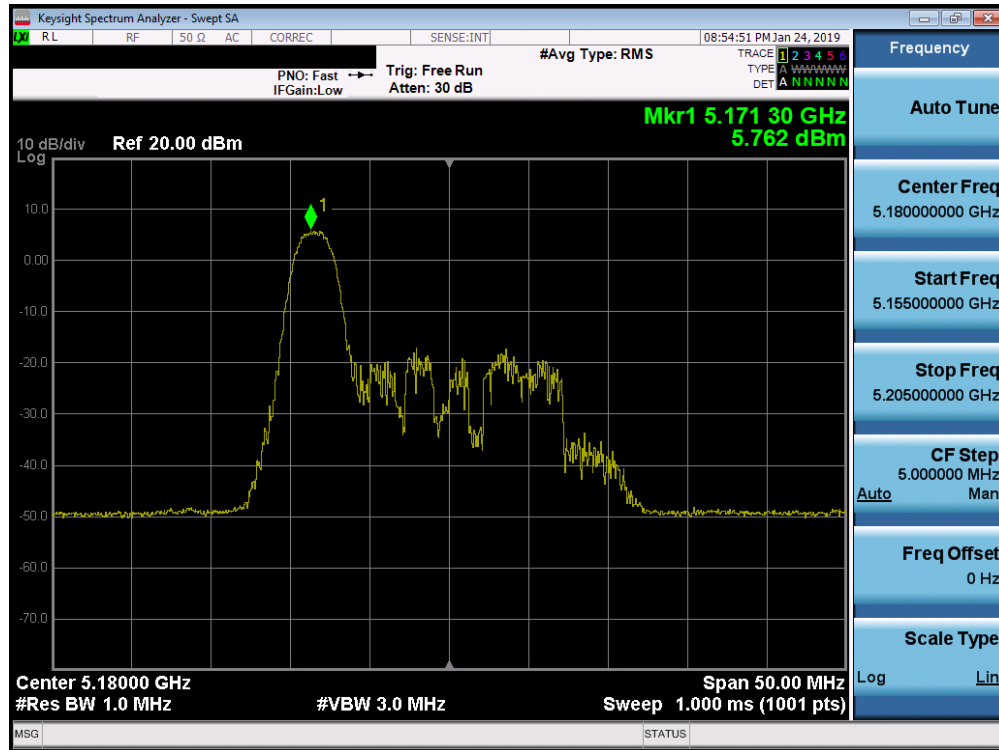 Keysight Spectrum Analyzer - Swept SA
LXI RL RF 50 Ω AC CORREC SENSE:INT 08:54:51 PM Jan 24, 2019
#Avg Type: RMS TRACE 1 2 3 4 5 6
PNO: Fast Trig: Free Run TYPE A WWWWW
IFGain:Low Atten: 30 dB DET A N N N N N
Mkr1 5.171 30 GHz
5.762 dBm
10 dB/div Ref 20.00 dBm
Log
1
10.0
0.00
-10.0
-20.0
-30.0
-40.0
-50.0
-60.0
-70.0
Center 5.18000 GHz Span 50.00 MHz
#Res BW 1.0 MHz #VBW 3.0 MHz Sweep 1.000 ms (1001 pts)
MSG STATUS
Frequency
Auto Tune
Center Freq
5.180000000 GHz
Start Freq
5.155000000 GHz
Stop Freq
5.205000000 GHz
CF Step
5.000000 MHz
Auto Man
Freq Offset
0 Hz
Scale Type
Log Lin